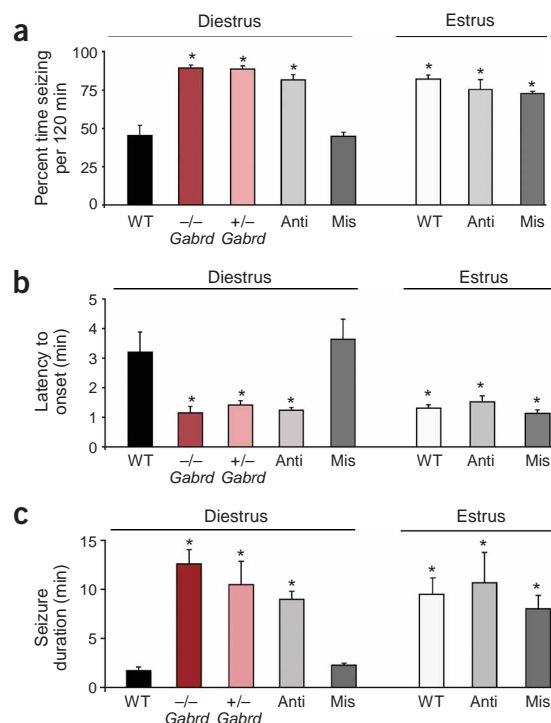 a
Diestrus Estrus
Percent time seizing
per 120 min
100
75
50
25
0
* * * * * *
WT –/– +/– Anti Mis WT Anti Mis
Gabrd Gabrd
b
Diestrus Estrus
Latency to
onset (min)
5
4
3
2
1
0
* * * * * *
WT –/– +/– Anti Mis WT Anti Mis
Gabrd Gabrd
c
Diestrus Estrus
Seizure
duration (min)
15
10
5
0
* * * * * *
WT –/– +/– Anti Mis WT Anti Mis
Gabrd Gabrd